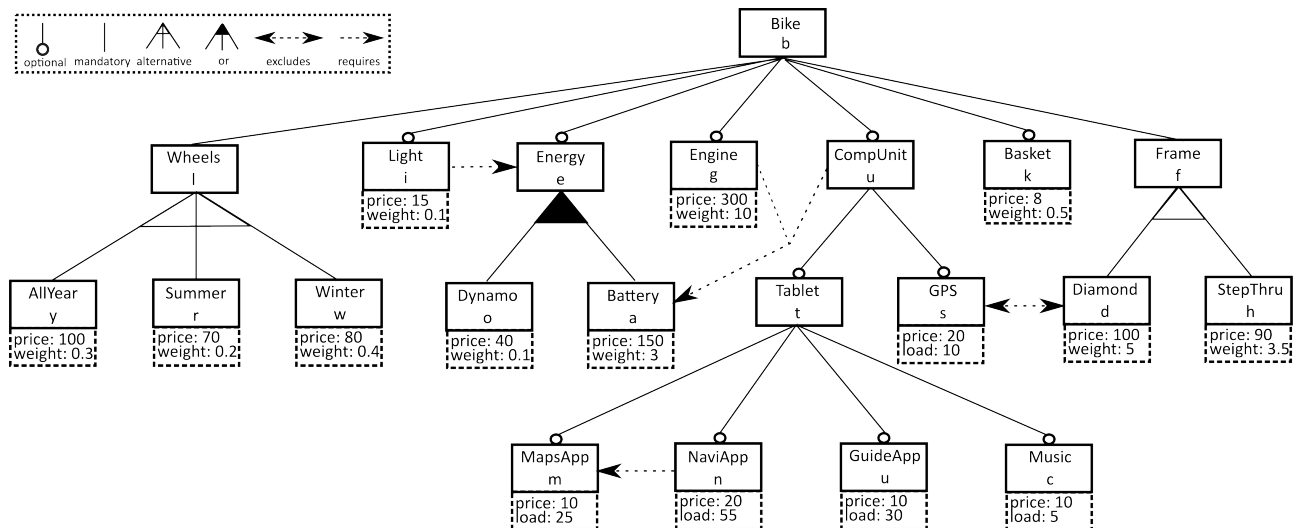 optional mandatory alternative or excludes requires
Bike
b
Wheels
l
Light
i
price: 15
weight: 0.1
Energy
e
Engine
g
price: 300
weight: 10
CompUnit
u
Basket
k
price: 8
weight: 0.5
Frame
f
AllYear
y
price: 100
weight: 0.3
Summer
r
price: 70
weight: 0.2
Winter
w
price: 80
weight: 0.4
Dynamo
o
price: 40
weight: 0.1
Battery
a
price: 150
weight: 3
Tablet
t
GPS
s
price: 20
load: 10
Diamond
d
price: 100
weight: 5
StepThru
h
price: 90
weight: 3.5
MapsApp
m
price: 10
load: 25
NaviApp
n
price: 20
load: 55
GuideApp
u
price: 10
load: 30
Music
c
price: 10
load: 5